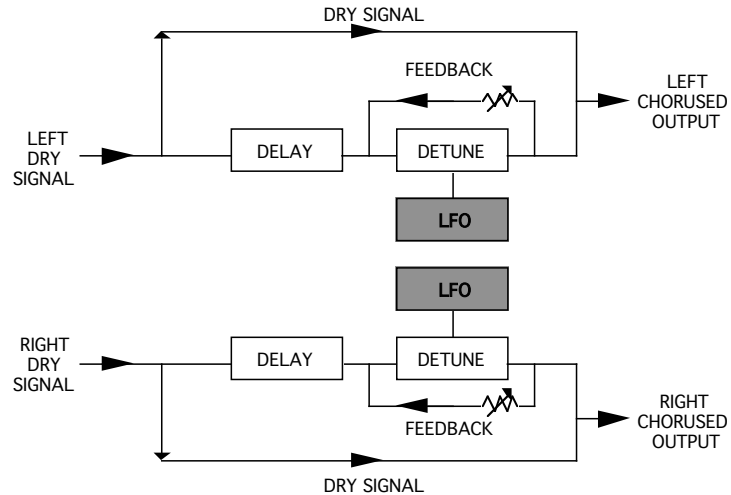 DRY SIGNAL
FEEDBACK
LEFT
CHORUSED
OUTPUT
LEFT
DRY
SIGNAL
DELAY
DETUNE
LFO
LFO
RIGHT
DRY
SIGNAL
DELAY
DETUNE
FEEDBACK
RIGHT
CHORUSED
OUTPUT
DRY SIGNAL